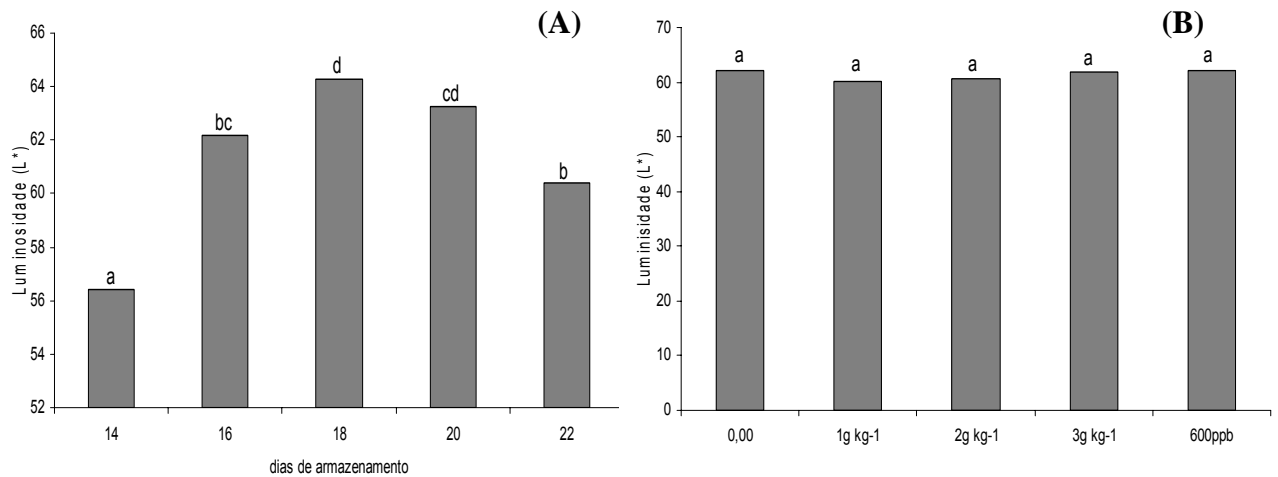 (A)
66
64
62
60
58
56
54
52
Luminosidade (L*)
a
bc
d
cd
b
14 16 18 20 22
dias de armazenamento
(B)
70
60
50
40
30
20
10
0
Luminisidade (L*)
a a a a a
0,00 1g kg-1 2g kg-1 3g kg-1 600ppb